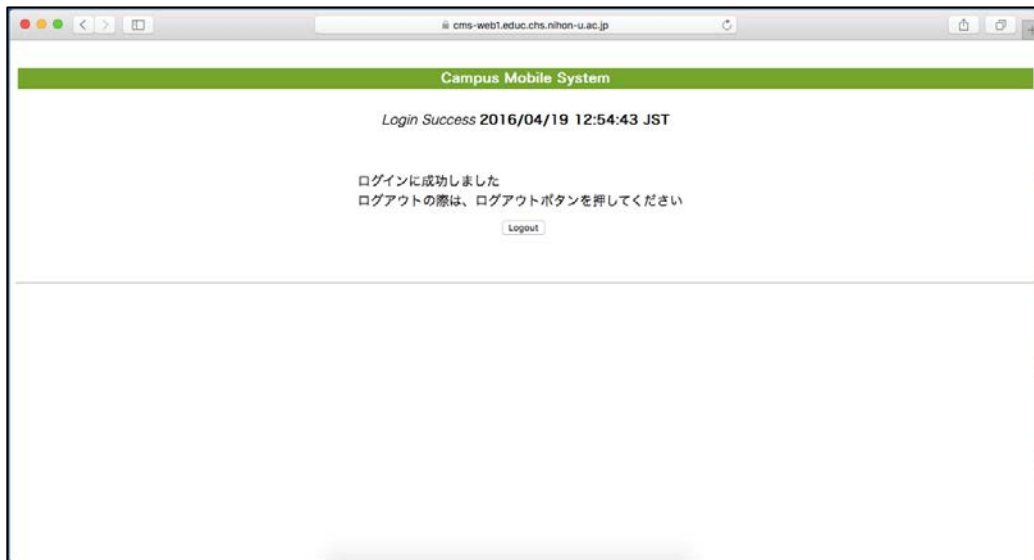 cms-web1.educ.chs.nihon-u.ac.jp
Campus Mobile System
Login Success 2016/04/19 12:54:43 JST
ログインに成功しました
ログアウトの際は、ログアウトボタンを押してください
Logout